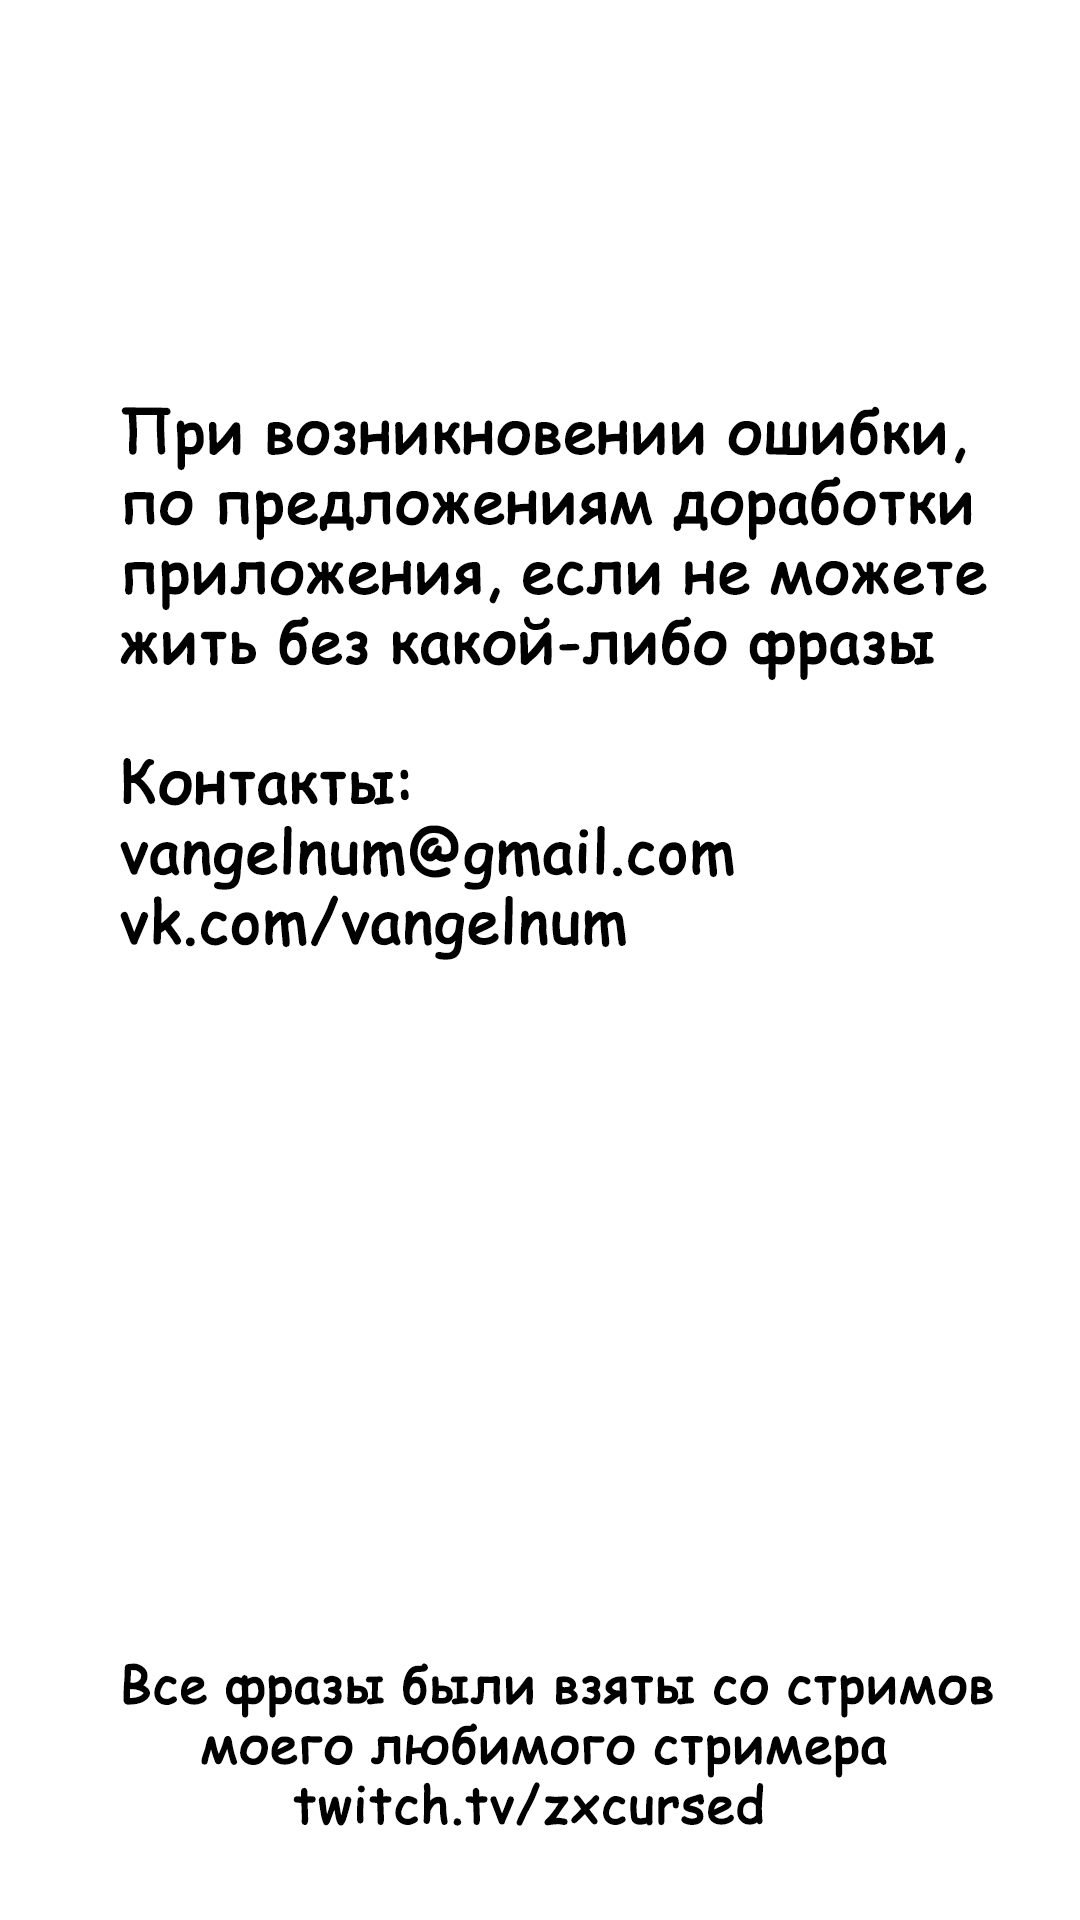 При возникновении ошибки,
по предложениям доработки
приложения, если не можете
жить без какой-либо фразы
Контакты:
vangelnum@gmail.com
vk.com/vangelnum
Все фразы были взяты со стримов
моего любимого стримера
twitch.tv/zxcursed